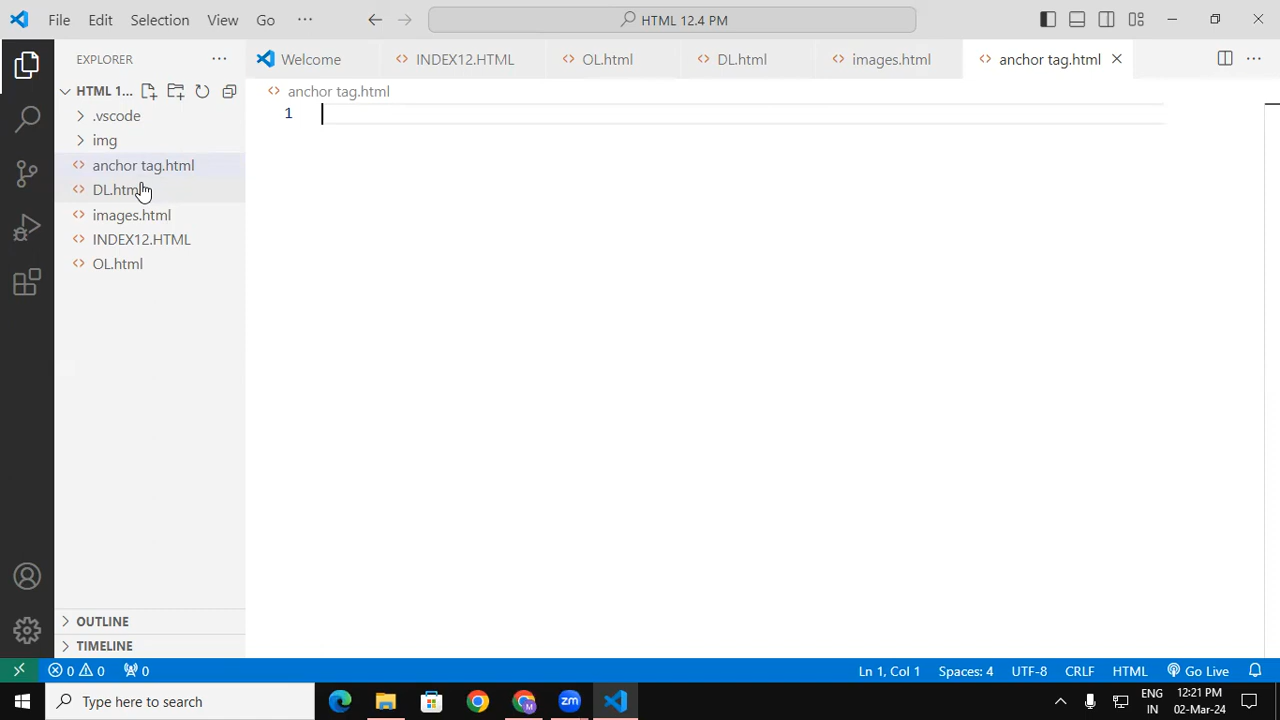 File Edit Selection View Go ··· HTML 12.4 PM
EXPLORER ···
Welcome INDEX12.HTML OL.html DL.html images.html anchor tag.html
HTML 1...
anchor tag.html
.vscode
img
anchor tag.html
DL.htm
images.html
INDEX12.HTML
OL.html
1
OUTLINE
TIMELINE
0 0 0 Ln 1, Col 1 Spaces: 4 UTF-8 CRLF HTML Go Live
Type here to search
ENG
IN
12:21 PM
02-Mar-24